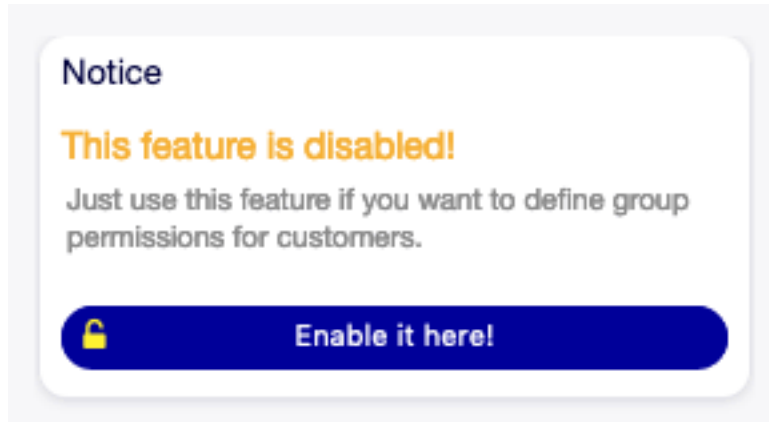 Notice
This feature is disabled!
Just use this feature if you want to define group
permissions for customers.
Enable it here!